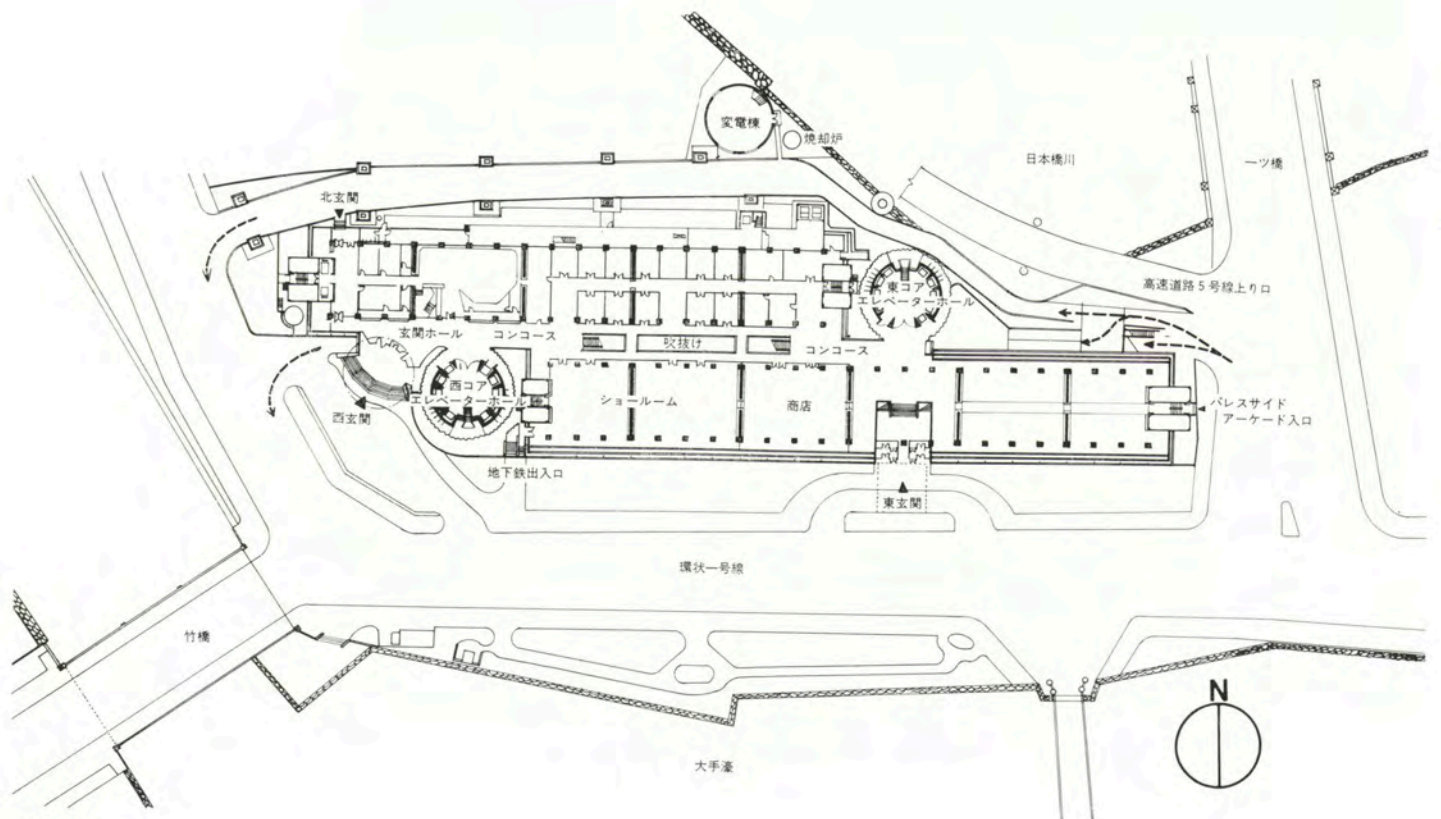 変電棟
焼却炉
日本橋川
一ツ橋
北玄関
高速道路5号線上り口
東コア
エレベーターホール
玄関ホール
コンコース
吹抜け
コンコース
西コア
エレベーターホール
ショールーム
商店
パレスサイド
アーケード入口
西玄関
地下鉄出入口
東玄関
環状一号線
竹橋
N
大手濠